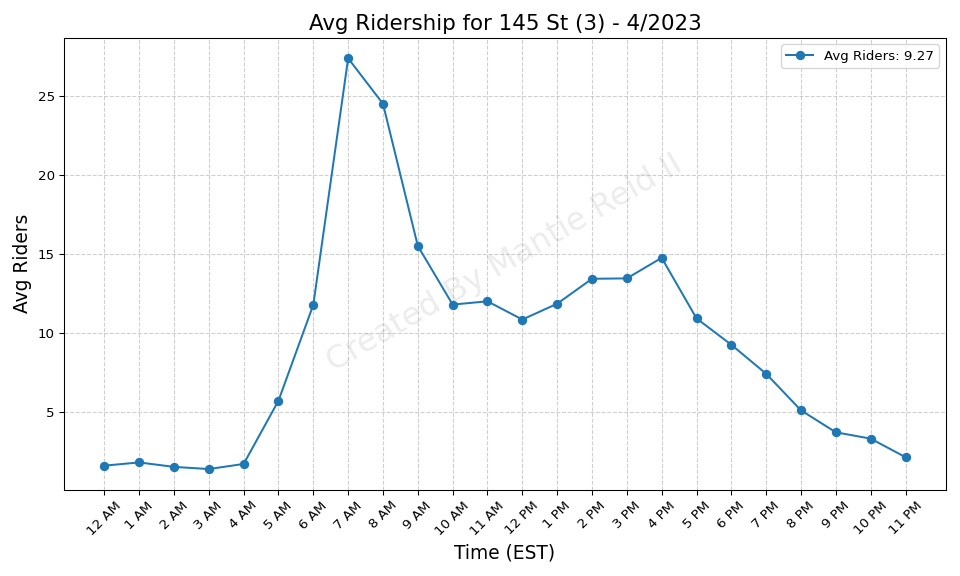 Avg Ridership for 145 St (3) - 4/2023
Avg Riders: 9.27
Avg Riders
25
20
15
10
5
Created By Mantie Reid II
12 AM
1 AM
2 AM
3 AM
4 AM
5 AM
6 AM
7 AM
8 AM
9 AM
10 AM
11 AM
12 PM
1 PM
2 PM
3 PM
4 PM
5 PM
6 PM
7 PM
8 PM
9 PM
10 PM
11 PM
Time (EST)